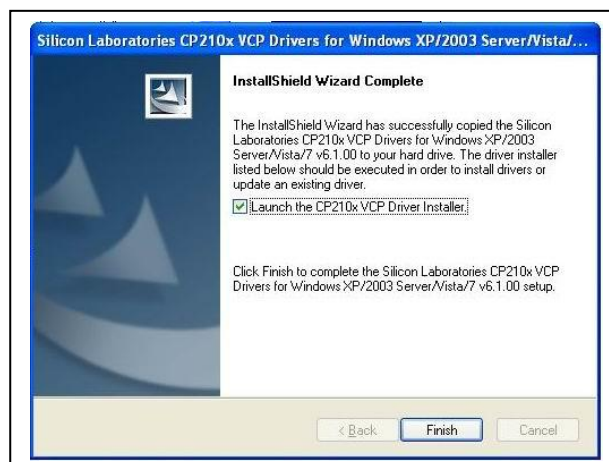 Silicon Laboratories CP210x VCP Drivers for Windows XP/2003 Server/Vista/...
InstallShield Wizard Complete
The InstallShield Wizard has successfully copied the Silicon
Laboratories CP210x VCP Drivers for Windows XP/2003
Server/Vista/7 v6.1.00 to your hard drive. The driver installer
listed below should be executed in order to install drivers or
update an existing driver.
Launch the CP210x VCP Driver Installer.
Click Finish to complete the Silicon Laboratories CP210x VCP
Drivers for Windows XP/2003 Server/Vista/7 v6.1.00 setup.
< Back
Finish
Cancel